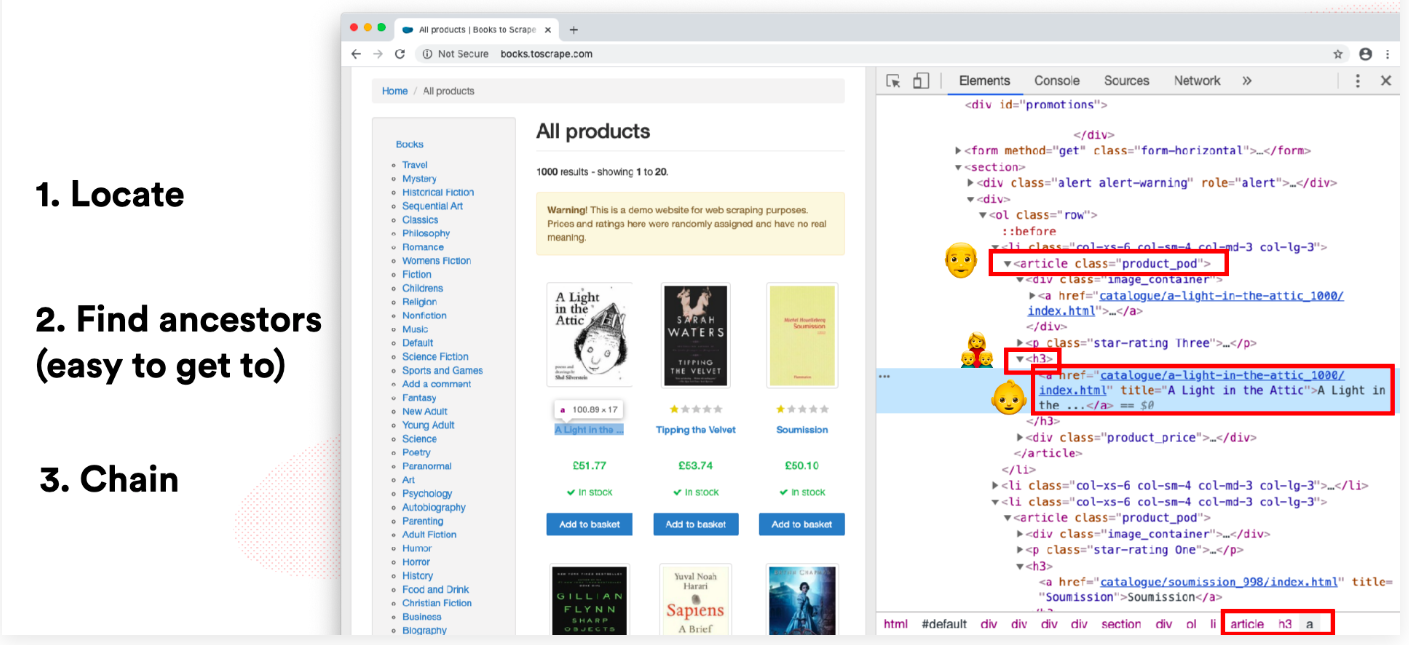 1. Locate
2. Find ancestors
(easy to get to)
3. Chain
All products | Books to Scrape
Not Secure books.toscrape.com
Home / All products
Books
Travel
Mystery
Historical Fiction
Sequential Art
Classics
Philosophy
Romance
Womens Fiction
Fiction
Childrens
Religion
Nonfiction
Music
Default
Science Fiction
Sports and Games
Add a comment
Fantasy
New Adult
Young Adult
Science
Poetry
Paranormal
Art
Psychology
Autobiography
Parenting
Adult Fiction
Humor
Horror
History
Food and Drink
Christian Fiction
Business
Biography
All products
1000 results - showing 1 to 20.
Warning! This is a demo website for web scraping purposes.
Prices and ratings here were randomly assigned and have no real
meaning.
A Light
in the
Attic
Shel Silverstein
SARAH
WATERS
TIPPING
THE VELVET
Michel Houellebecq
Soumission
a 100.89 × 17
A Light in the ...
Tipping the Velvet
Soumission
£51.77
£53.74
£50.10
In stock
In stock
In stock
Add to basket
Add to basket
Add to basket
GILLIAN
FLYNN
SHARP
OBJECTS
Yuval Noah
Harari
Sapiens
A Brief
Elements Console Sources Network »
<div id="promotions">
</div>
<form method="get" class="form-horizontal">…</form>
<section>
<div class="alert alert-warning" role="alert">…</div>
<div>
<ol class="row">
::before
<li class="col-xs-6 col-sm-4 col-md-3 col-lg-3">
<article class="product_pod">
<div class="image_container">
<a href="catalogue/a-light-in-the-attic_1000/
index.html">…</a>
</div>
<p class="star-rating Three">…</p>
<h3>
<a href="catalogue/a-light-in-the-attic_1000/
index.html" title="A Light in the Attic">A Light in
the ...</a> == $0
</h3>
<div class="product_price">…</div>
</article>
</li>
<li class="col-xs-6 col-sm-4 col-md-3 col-lg-3">…</li>
<li class="col-xs-6 col-sm-4 col-md-3 col-lg-3">
<article class="product_pod">
<div class="image_container">…</div>
<p class="star-rating One">…</p>
<h3>
<a href="catalogue/soumission_998/index.html" title=
"Soumission">Soumission</a>
html #default div div div div section div ol li article h3 a